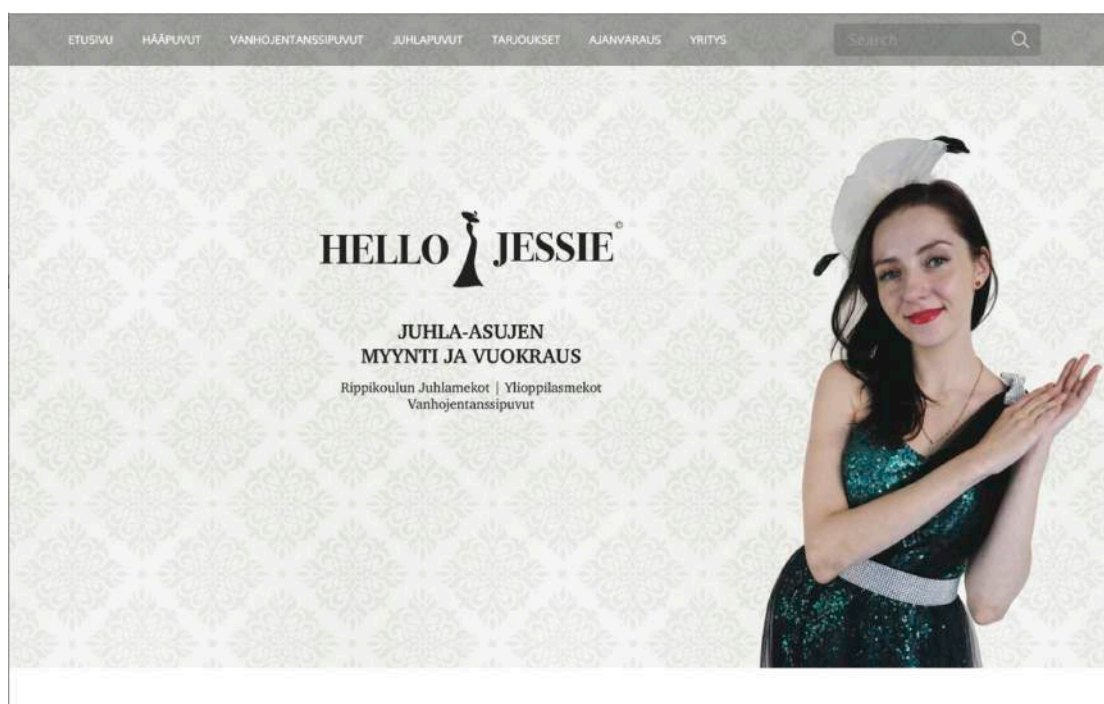 ETUSIVU HÄÄPUVUT VANHOJENTANSSIPUVUT JUHLAPUVUT TARJOUKSET AJANVARAUS YRITYS Search
HELLO JESSIE©
JUHLA-ASUJEN
MYYNTI JA VUOKRAUS
Rippikoulun Juhlamekot | Ylioppilasmekot
Vanhojentanssipuvut